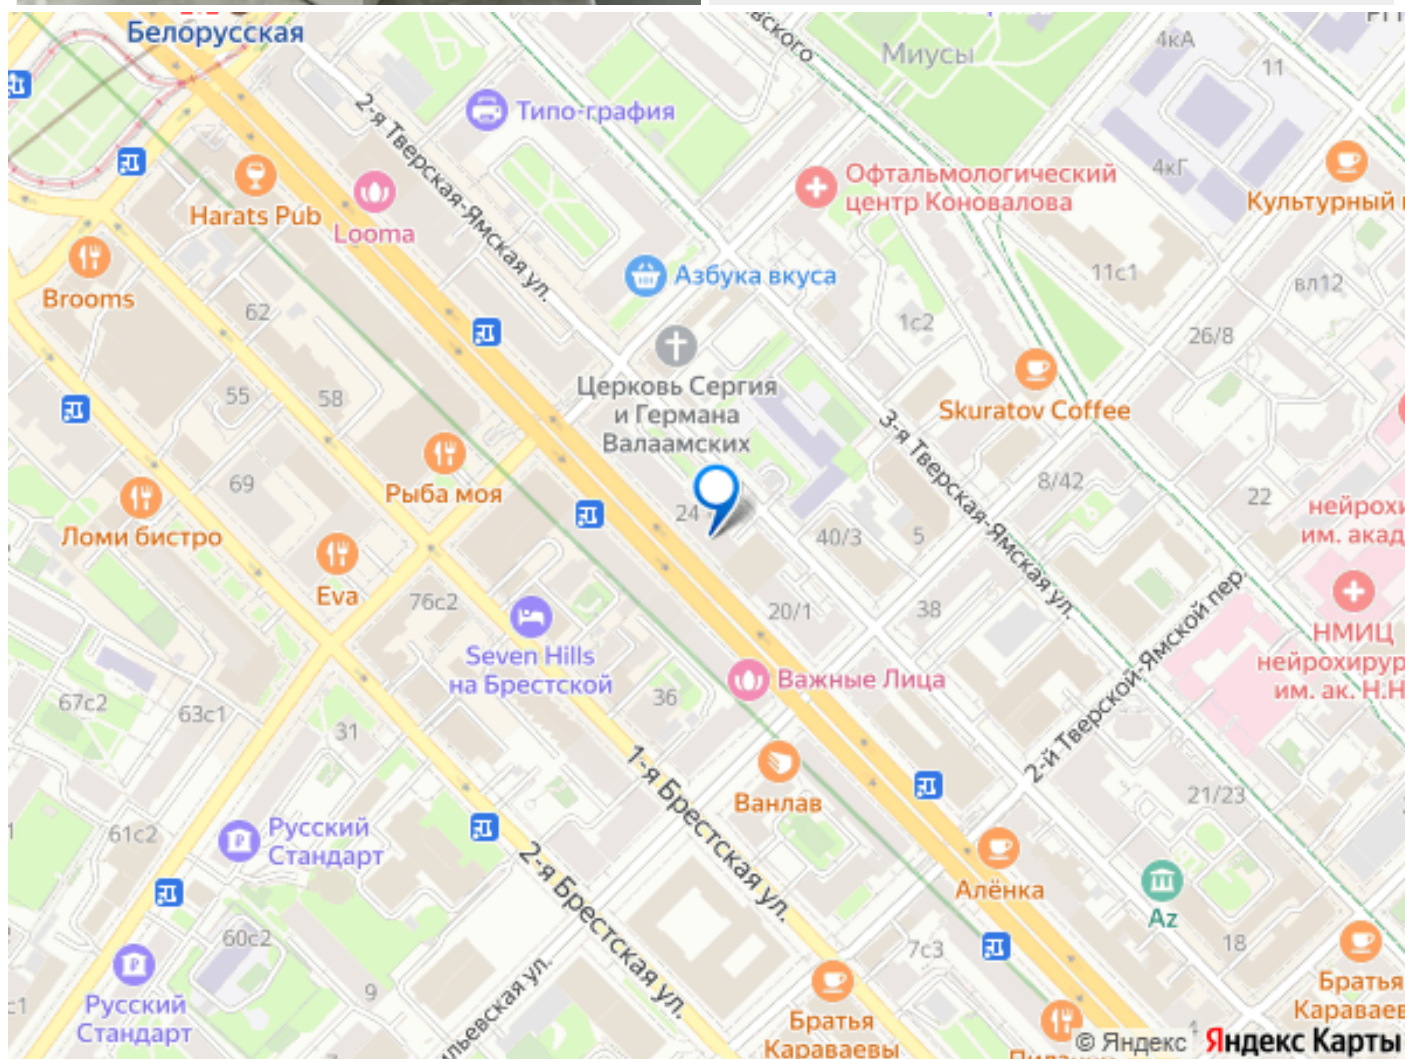 Белорусская
Миусы
4кА
11
2-я Тверская-Ямская ул.
Типо-графия
4кГ
Офтальмологический
центр Коновалова
Культурный
Harats Pub
Looma
Азбука вкуса
11с1
вл12
Brooms
62
1с2
26/8
Церковь Сергия
и Германа
Валаамских
Skuratov Coffee
55
58
3-я Тверская-Ямская ул.
Рыба моя
69
8/42
22
Ломи бистро
24
40/3
5
Eva
76с2
20/1
38
НМИЦ
Seven Hills
на Брестской
Важные Лица
36
67с2
63с1
31
1-я Брестская ул.
2-й Тверской-Ямской пер.
им. ак. Н.Н
Ванлав
21/23
61с2
Русский
Стандарт
2-я Брестская ул.
Алёнка
Az
60с2
7с3
18
9
Русский
Стандарт
Братья
Караваевы
Братья
Караваев
© Яндекс Яндекс Карты